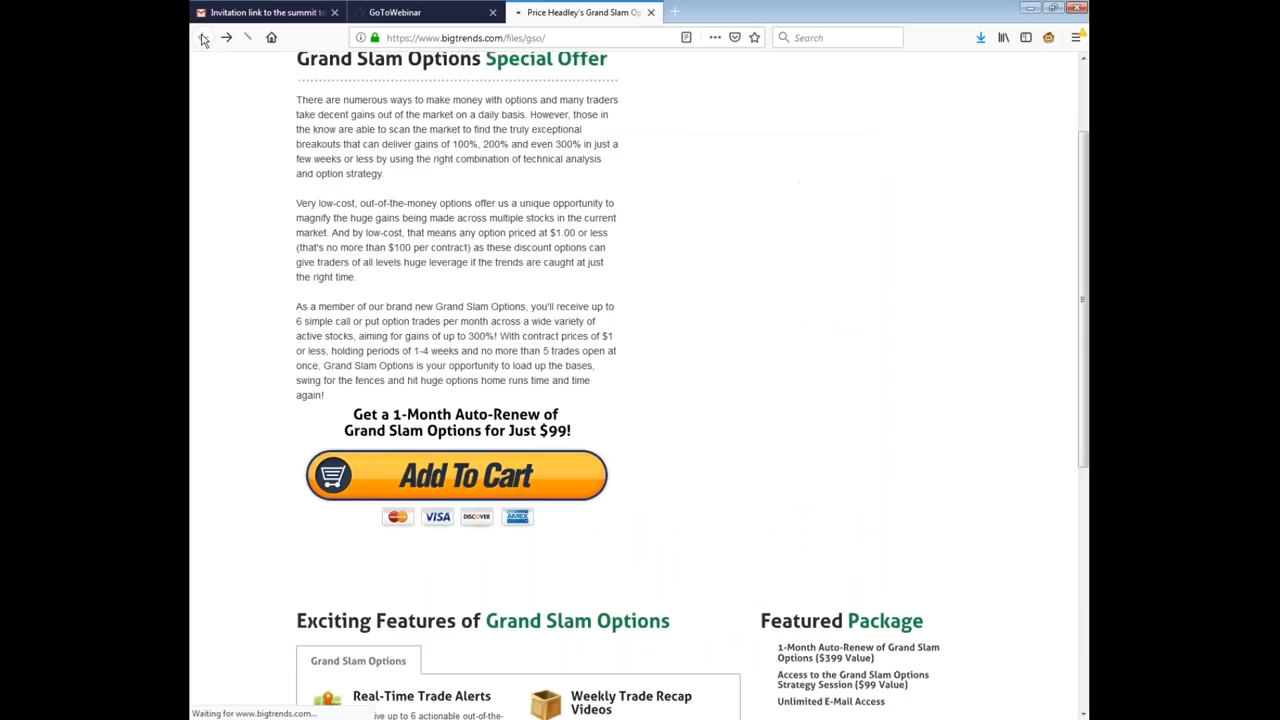 Invitation link to the summit to
GoToWebinar
Price Headley's Grand Slam Op
https://www.bigtrends.com/files/gso/
Search
Grand Slam Options Special Offer
There are numerous ways to make money with options and many traders
take decent gains out of the market on a daily basis. However, those in
the know are able to scan the market to find the truly exceptional
breakouts that can deliver gains of 100%, 200% and even 300% in just a
few weeks or less by using the right combination of technical analysis
and option strategy.
Very low-cost, out-of-the-money options offer us a unique opportunity to
magnify the huge gains being made across multiple stocks in the current
market. And by low-cost, that means any option priced at $1.00 or less
(that's no more than $100 per contract) as these discount options can
give traders of all levels huge leverage if the trends are caught at just
the right time.
As a member of our brand new Grand Slam Options, you'll receive up to
6 simple call or put option trades per month across a wide variety of
active stocks, aiming for gains of up to 300%! With contract prices of $1
or less, holding periods of 1-4 weeks and no more than 5 trades open at
once, Grand Slam Options is your opportunity to load up the bases,
swing for the fences and hit huge options home runs time and time
again!
Get a 1-Month Auto-Renew of
Grand Slam Options for Just $99!
Add To Cart
VISA
DISCOVER
AMEX
Exciting Features of Grand Slam Options
Grand Slam Options
Real-Time Trade Alerts
ive up to 6 actionable out-of-the-
Weekly Trade Recap
Videos
Featured Package
1-Month Auto-Renew of Grand Slam
Options ($399 Value)
Access to the Grand Slam Options
Strategy Session ($99 Value)
Unlimited E-Mail Access
Waiting for www.bigtrends.com...